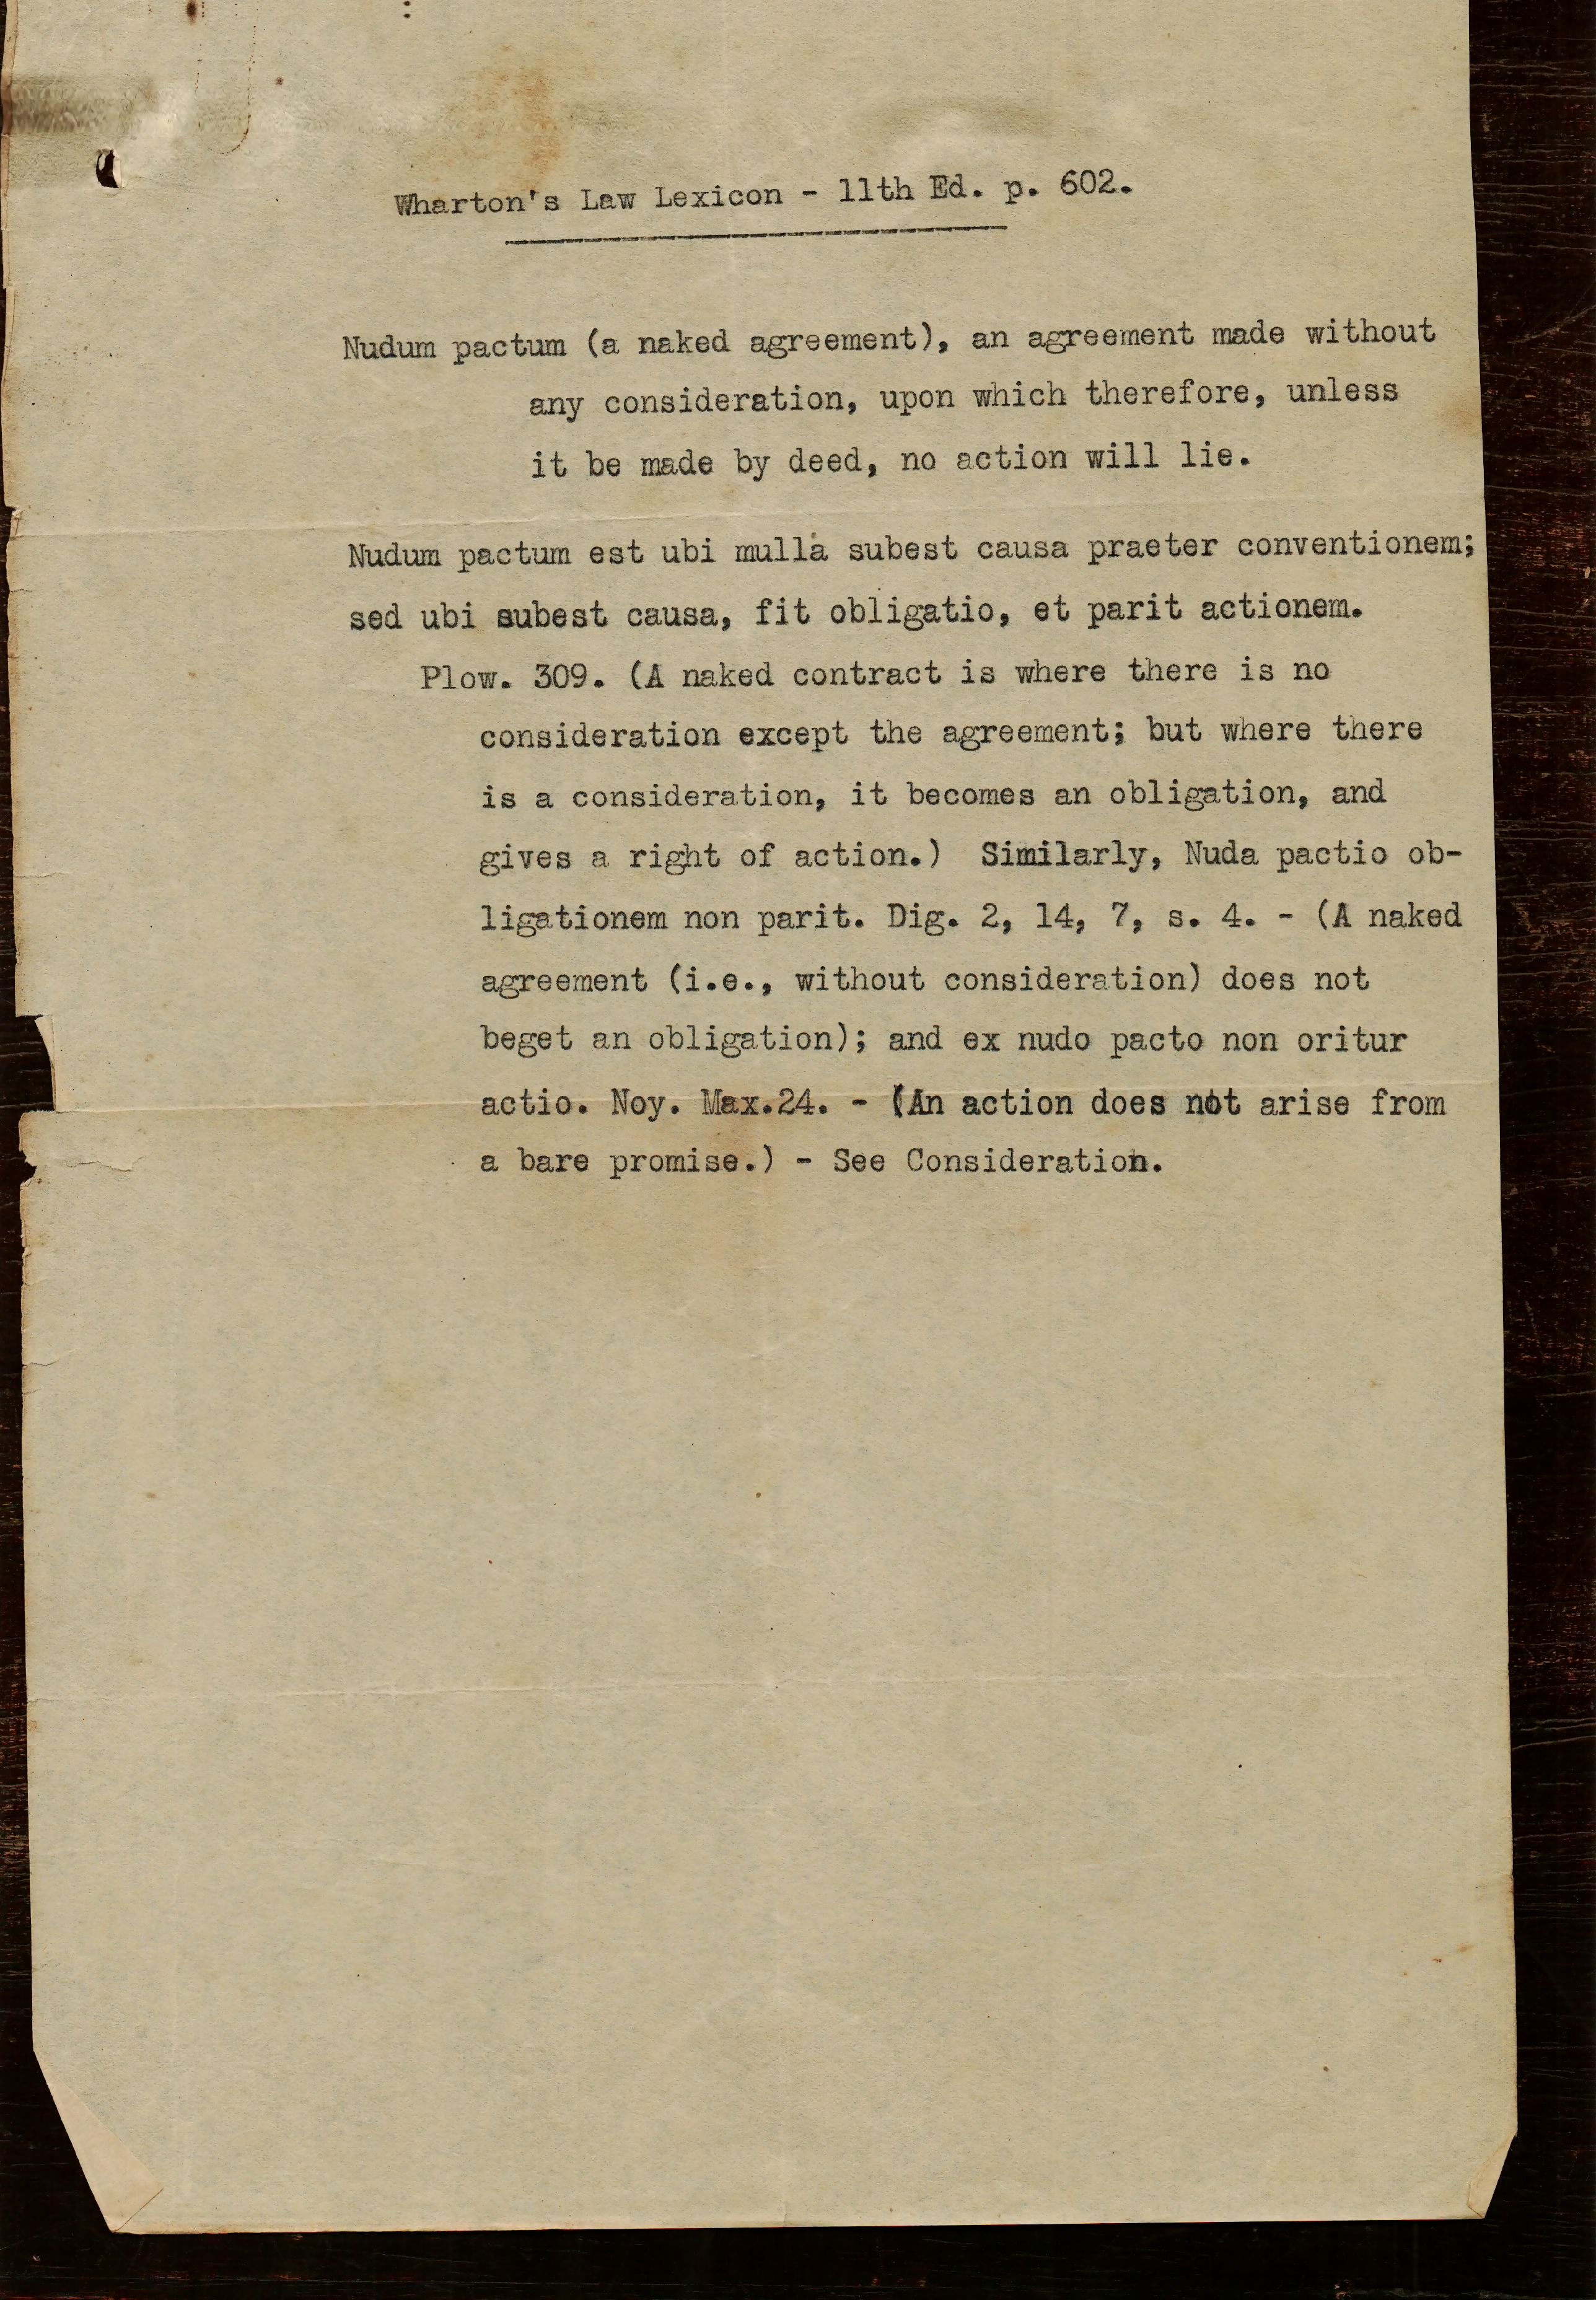 Wharton's Law Lexicon - 11th Ed. p. 602.
Nudum pactum (a naked agreement), an agreement made without
any consideration, upon which therefore, unless
it be made by deed, no action will lie.
Nudum pactum est ubi mulla subest causa praeter conventionem;
sed ubi subest causa, fit obligatio, et parit actionem.
Plow. 309. (A naked contract is where there is no
consideration except the agreement; but where there
is a consideration, it becomes an obligation, and
gives a right of action.) Similarly, Nuda pactio ob-
ligationem non parit. Dig. 2, 14, 7, s. 4. - (A naked
agreement (i.e., without consideration) does not
beget an obligation); and ex nudo pacto non oritur
actio. Noy. Max.24. - (An action does not arise from
a bare promise.) - See Consideration.